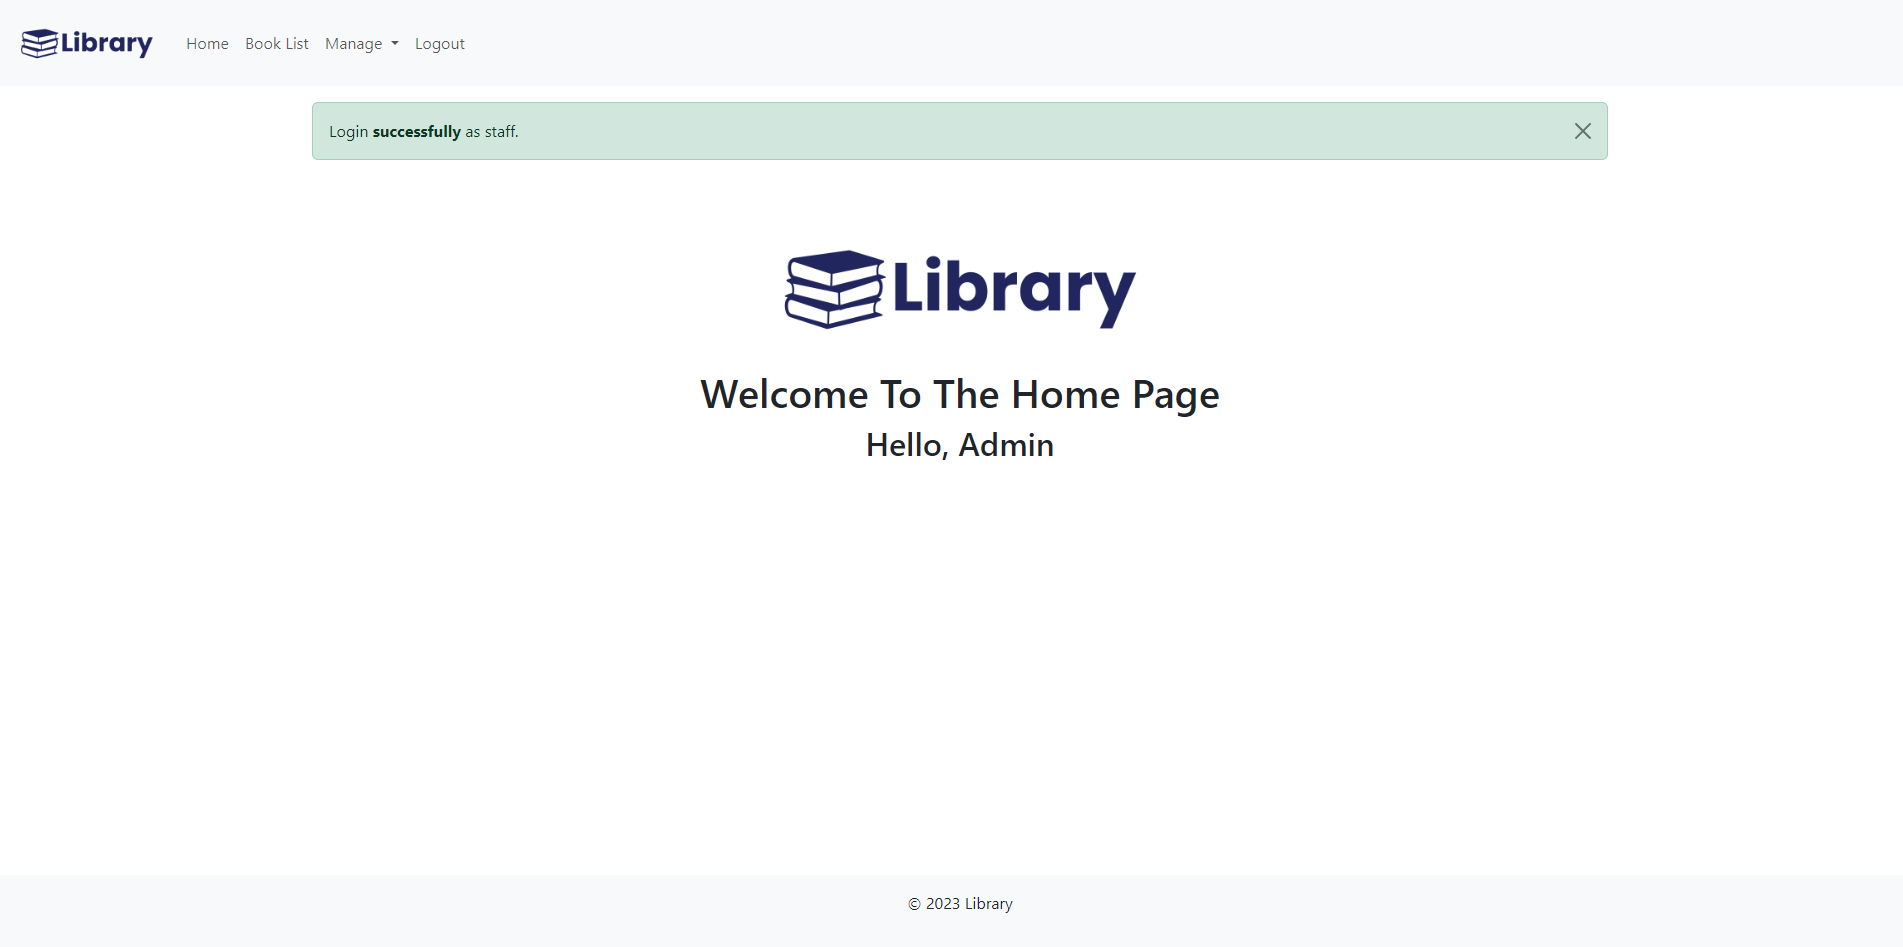 Library Home Book List Manage Logout
Login successfully as staff.
Library
Welcome To The Home Page
Hello, Admin
© 2023 Library